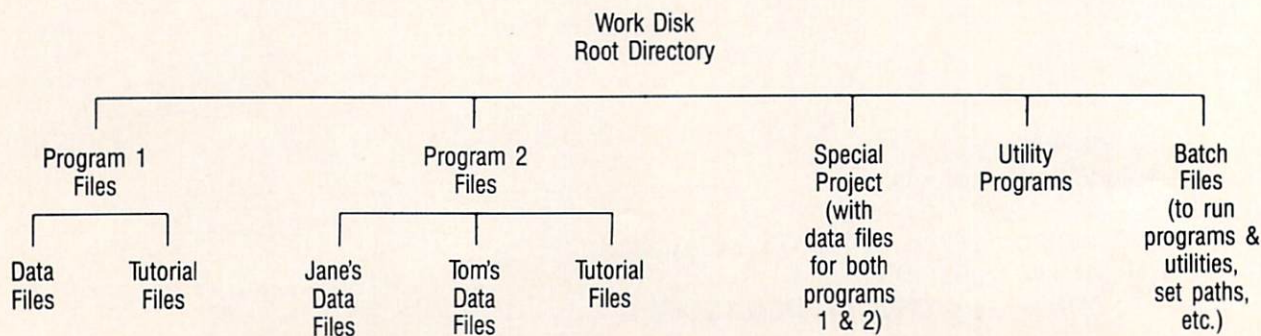 Work Disk
Root Directory
Program 1
Files
Program 2
Files
Special
Project
(with
data files
for both
programs
1 & 2)
Utility
Programs
Batch
Files
(to run
programs &
utilities,
set paths,
etc.)
Data
Files
Tutorial
Files
Jane's
Data
Files
Tom's
Data
Files
Tutorial
Files